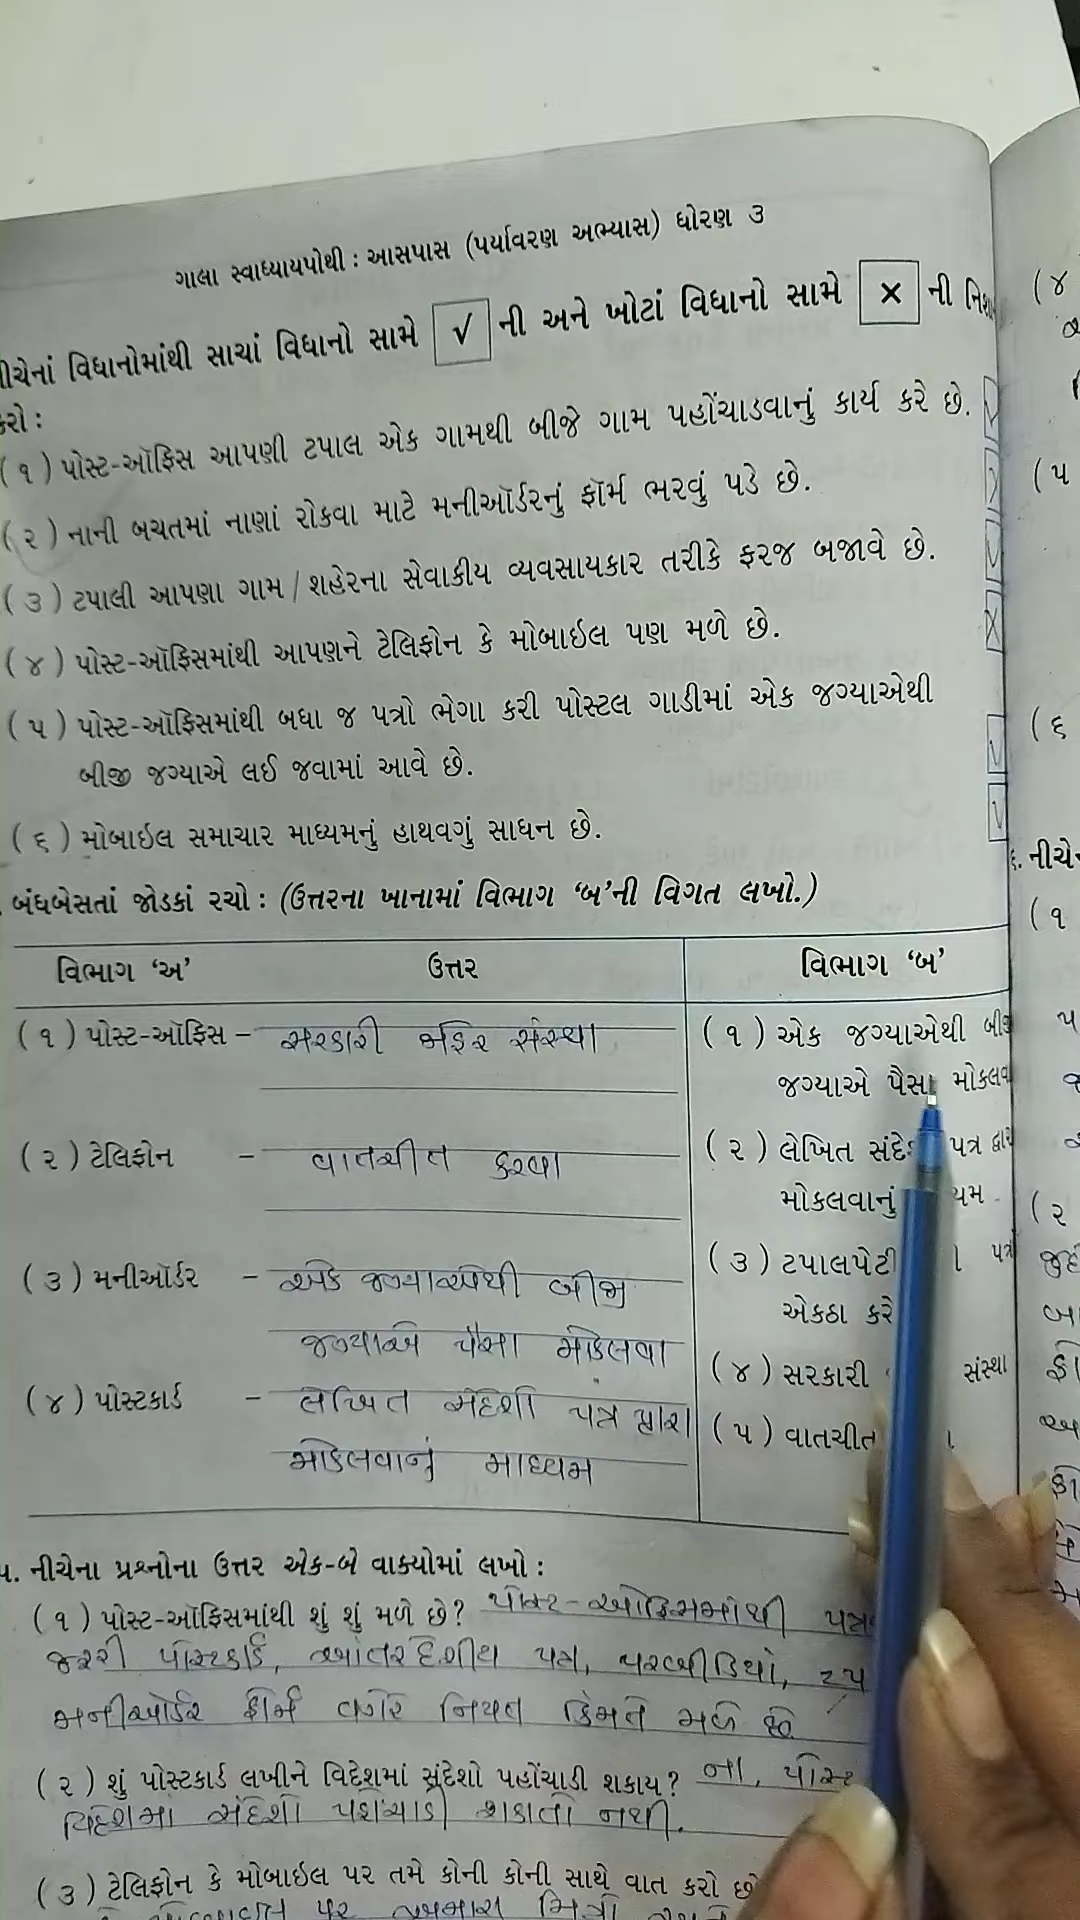 ગાલા સ્વાધ્યાયપોથી : આસપાસ (પર્યાવરણ અભ્યાસ) ધોરણ ૩
નીચેનાં વિધાનોમાંથી સાચાં વિધાનો સામે √ ની અને ખોટાં વિધાનો સામે × ની
કરો :
(૧) પોસ્ટ-ઑફિસ આપણી ટપાલ એક ગામથી બીજે ગામ પહોંચાડવાનું કાર્ય કરે છે. ✓
(૨) નાની બચતમાં નાણાં રોકવા માટે મનીઑર્ડરનું ફૉર્મ ભરવું પડે છે. ×
(૩) ટપાલી આપણા ગામ / શહેરના સેવાકીય વ્યવસાયકાર તરીકે ફરજ બજાવે છે. ✓
(૪) પોસ્ટ-ઑફિસમાંથી આપણને ટેલિફોન કે મોબાઇલ પણ મળે છે. ×
(૫) પોસ્ટ-ઑફિસમાંથી બધા જ પત્રો ભેગા કરી પોસ્ટલ ગાડીમાં એક જગ્યાએથી
બીજી જગ્યાએ લઈ જવામાં આવે છે. ✓
(૬) મોબાઇલ સમાચાર માધ્યમનું હાથવગું સાધન છે. ✓
બંધબેસતાં જોડકાં રચો : (ઉત્તરના ખાનામાં વિભાગ ‘બ’ની વિગત લખો.)
વિભાગ ‘અ’ ઉત્તર વિભાગ ‘બ’
(૧) પોસ્ટ-ઑફિસ – સરકારી જાહેર સંસ્થા
(૨) ટેલિફોન – વાતચીત કરવા
(૩) મનીઑર્ડર – એક જગ્યાએથી બીજી
જગ્યાએ પૈસા મોકલવા
(૪) પોસ્ટકાર્ડ – લેખિત સંદેશો પત્ર દ્વારા
મોકલવાનું માધ્યમ
(૧) એક જગ્યાએથી
જગ્યાએ પૈસા
(૨) લેખિત પત્ર
મોકલવાનું
(૩) ટપાલપેટી
એકઠા કરે
(૪) સરકારી સંસ્થા
(૫) વાતચીત
૫. નીચેના પ્રશ્નોના ઉત્તર એક-બે વાક્યોમાં લખો :
(૧) પોસ્ટ-ઑફિસમાંથી શું શું મળે છે? પોસ્ટ-ઓફિસમાંથી
જરૂરી પોસ્ટકાર્ડ, આંતરદેશીય પત્ર, પરબીડિયાં,
મનીઓર્ડર ફોર્મ વગેરે નિયત કિંમતે મળે છે
(૨) શું પોસ્ટકાર્ડ લખીને વિદેશમાં સંદેશો પહોંચાડી શકાય? ના,
વિદેશમાં સંદેશો પહોંચાડી શકાતો નથી.
(૩) ટેલિફોન કે મોબાઇલ પર તમે કોની કોની સાથે વાત કરો
(૪
(૫
(૬
૬. નીચે
(૧
(૨